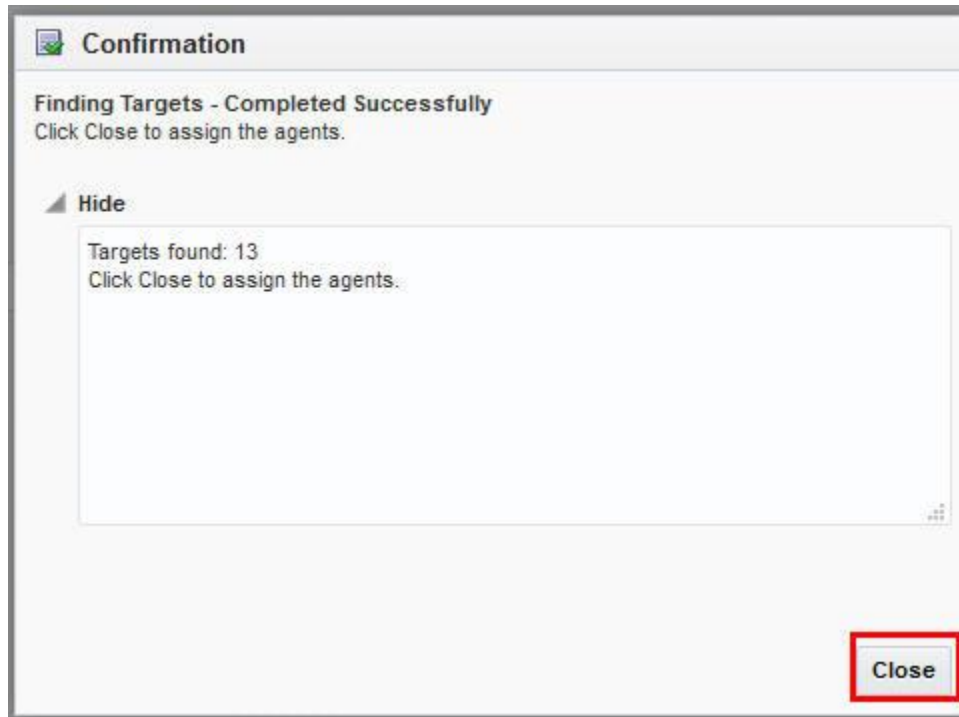 Confirmation
Finding Targets - Completed Successfully
Click Close to assign the agents.
Hide
Targets found: 13
Click Close to assign the agents.
Close